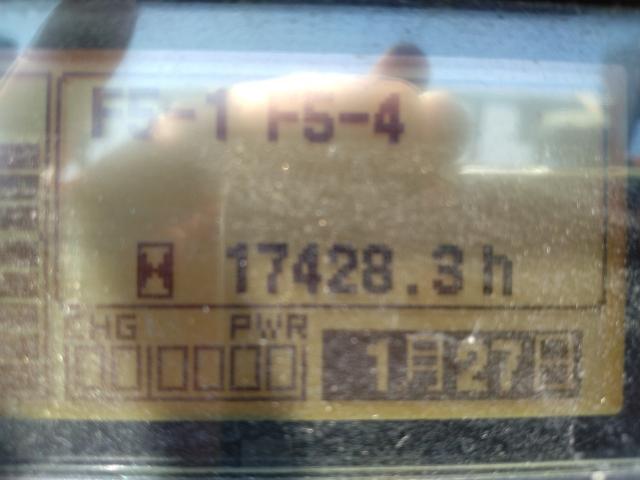 F5-1 F5-4
17428.3h
CHG PWR
1月27日